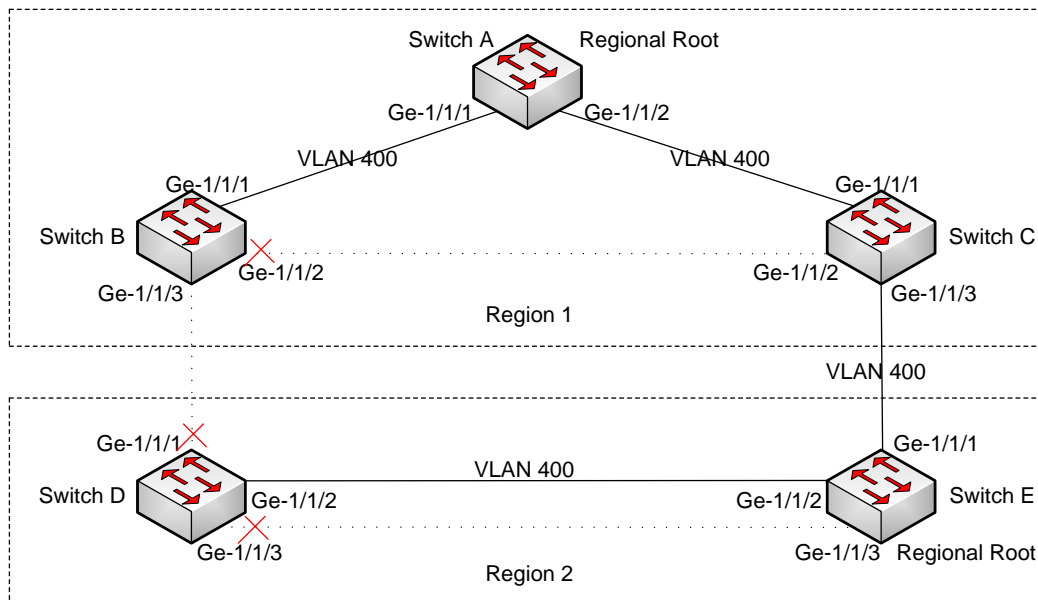 Switch A Regional Root
Ge-1/1/1 Ge-1/1/2
VLAN 400 VLAN 400
Ge-1/1/1 Ge-1/1/1
Switch B Switch C
Ge-1/1/2 Ge-1/1/2
Ge-1/1/3 Ge-1/1/3
Region 1
VLAN 400
Ge-1/1/1 Ge-1/1/1
VLAN 400
Switch D Ge-1/1/2 Ge-1/1/2 Switch E
Ge-1/1/3 Ge-1/1/3 Regional Root
Region 2